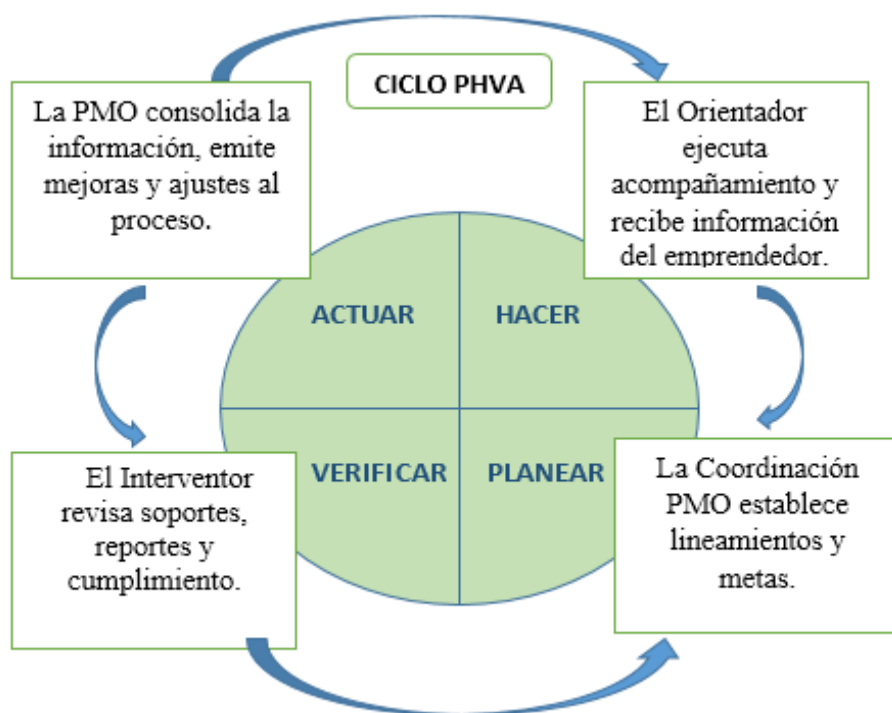 CICLO PHVA
La PMO consolida la
información, emite
mejoras y ajustes al
proceso.
El Orientador
ejecuta
acompañamiento y
recibe información
del emprendedor.
ACTUAR
HACER
VERIFICAR
PLANEAR
El Interventor
revisa soportes,
reportes y
cumplimiento.
La Coordinación
PMO establece
lineamientos y
metas.